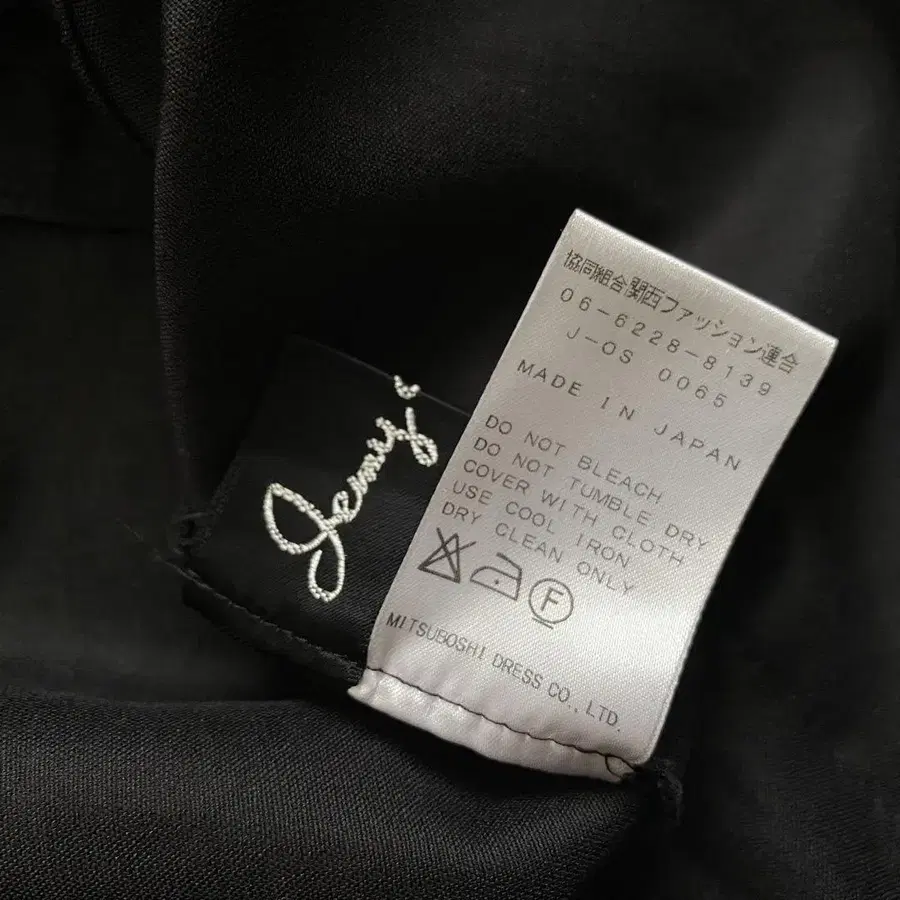 協同組合関西ファッション連合
06-6228-8139
J-OS 0065
MADE IN JAPAN
DO NOT BLEACH
DO NOT TUMBLE DRY
COVER WITH CLOTH
USE COOL IRON
DRY CLEAN ONLY
F
MITSUBOSHI DRESS CO., LTD.